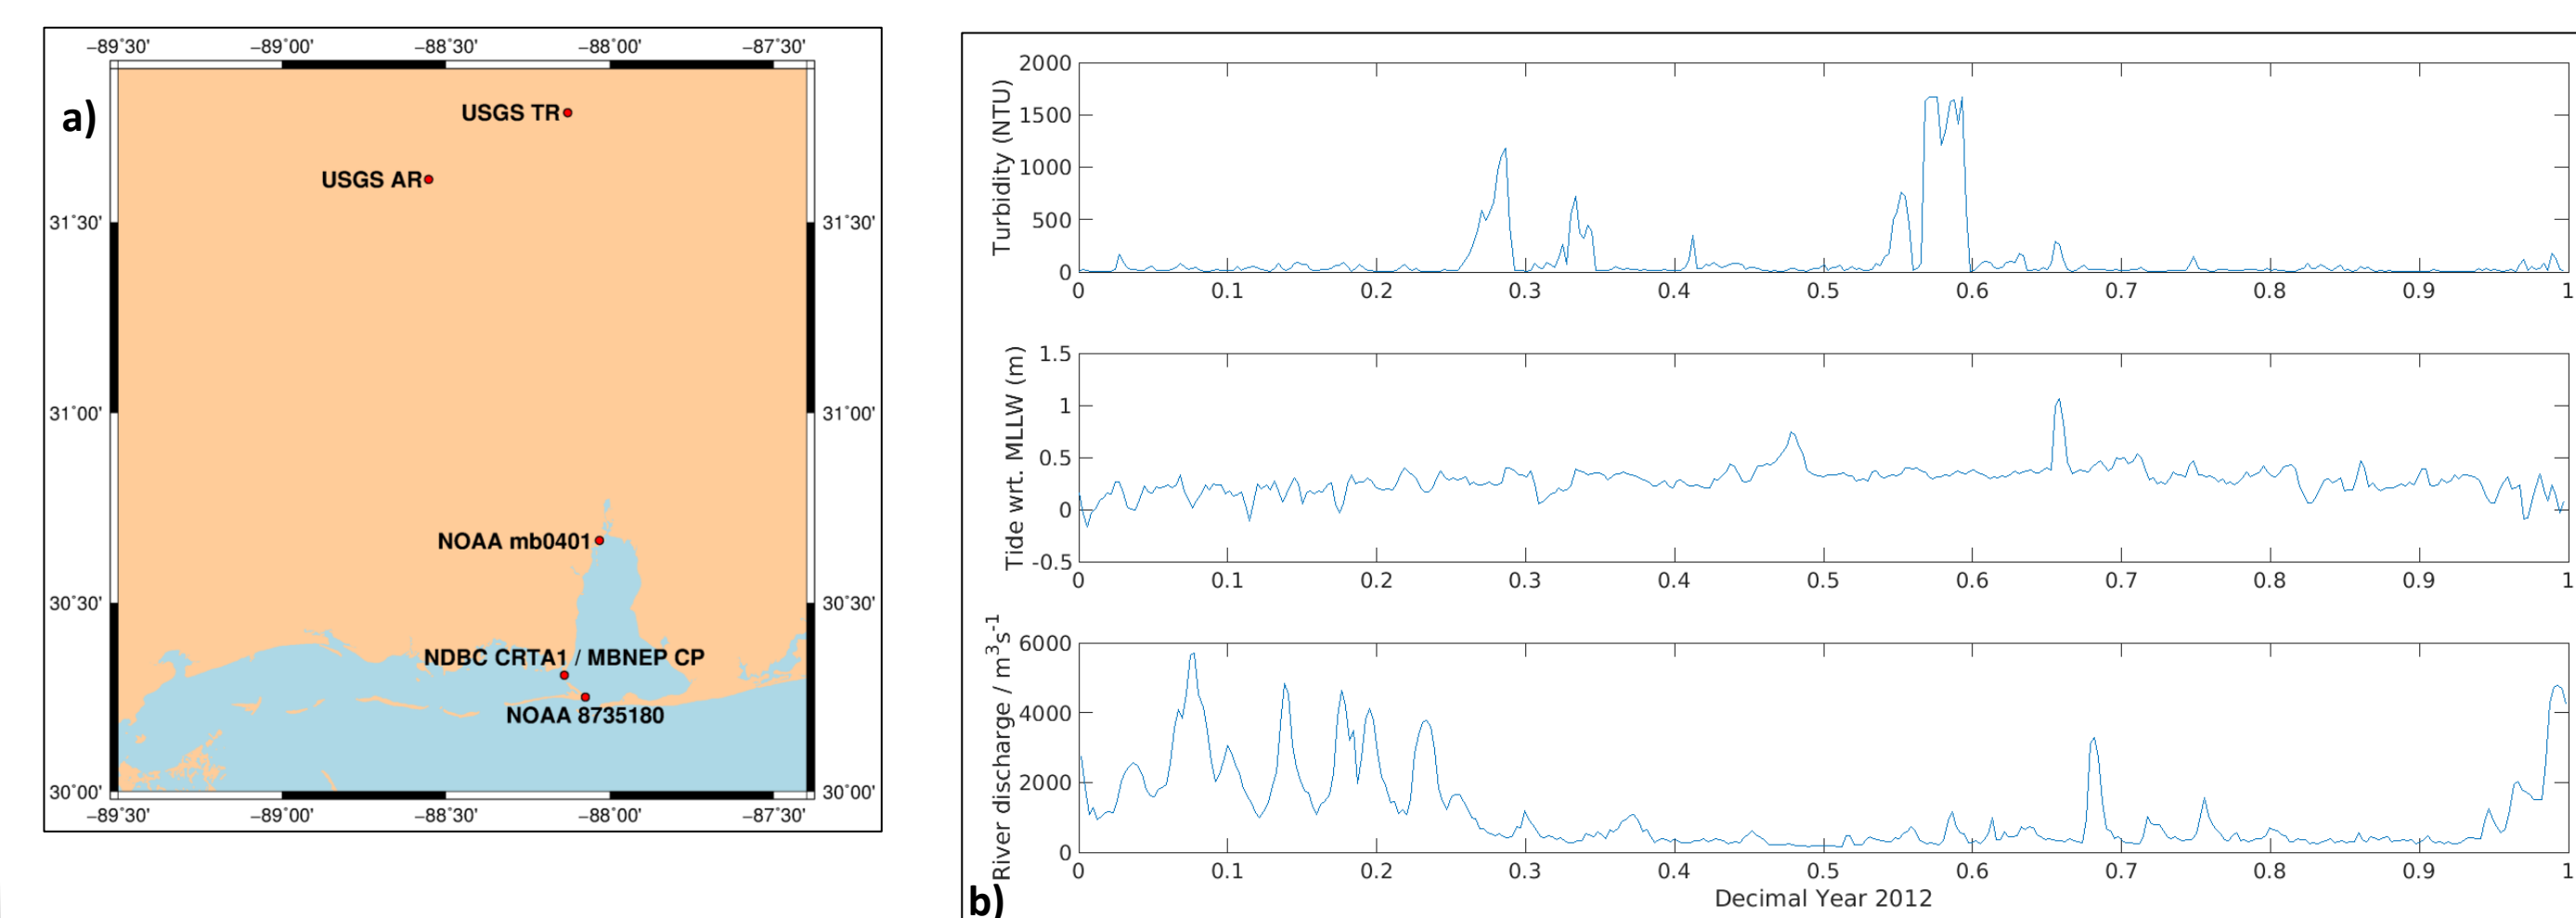 −89˚30' −89˚00' −88˚30' −88˚00' −87˚30'
a)
USGS TR
USGS AR
31˚30' 31˚30'
31˚00' 31˚00'
NOAA mb0401
30˚30' 30˚30'
NDBC CRTA1 / MBNEP CP
NOAA 8735180
30˚00' 30˚00'
−89˚30' −89˚00' −88˚30' −88˚00' −87˚30'
Turbidity (NTU)
2000
1500
1000
500
0
0 0.1 0.2 0.3 0.4 0.5 0.6 0.7 0.8 0.9 1
Tide wrt. MLLW (m)
1.5
1
0.5
0
-0.5
0 0.1 0.2 0.3 0.4 0.5 0.6 0.7 0.8 0.9 1
River discharge / m³s⁻¹
6000
4000
2000
0
0 0.1 0.2 0.3 0.4 0.5 0.6 0.7 0.8 0.9 1
Decimal Year 2012
b)